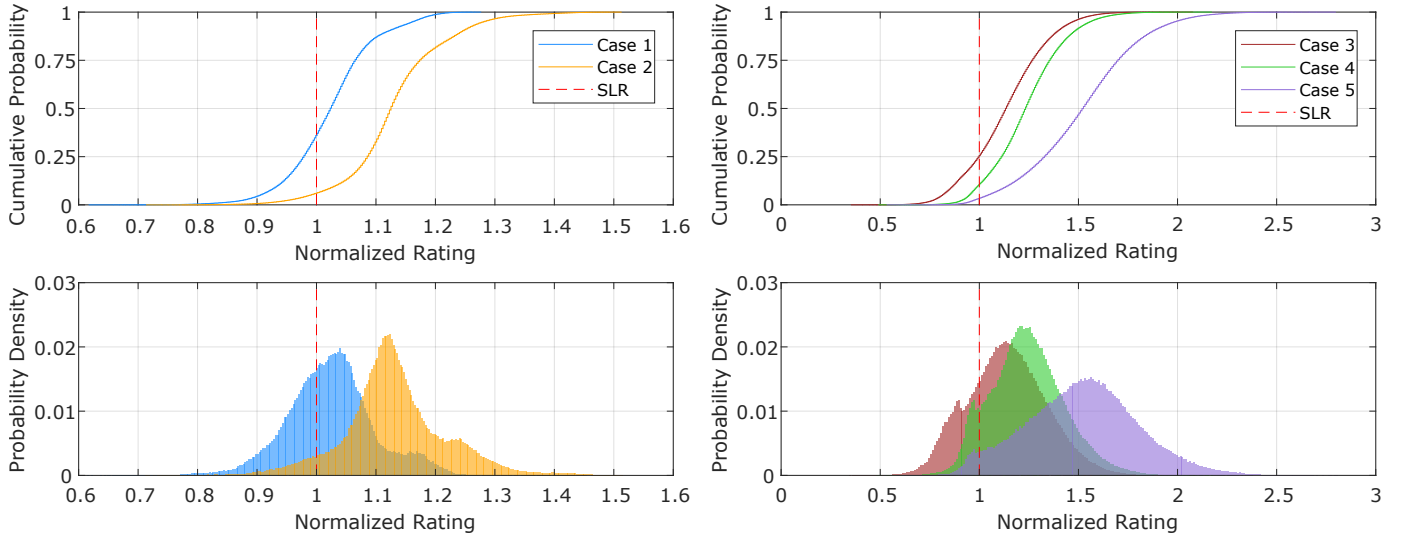 Cumulative Probability
1
0.75
0.5
0.25
0
0.6 0.7 0.8 0.9 1 1.1 1.2 1.3 1.4 1.5 1.6
Normalized Rating
Case 1
Case 2
SLR
Cumulative Probability
1
0.75
0.5
0.25
0
0 0.5 1 1.5 2 2.5 3
Normalized Rating
Case 3
Case 4
Case 5
SLR
Probability Density
0.03
0.02
0.01
0
0.6 0.7 0.8 0.9 1 1.1 1.2 1.3 1.4 1.5 1.6
Normalized Rating
Probability Density
0.03
0.02
0.01
0
0 0.5 1 1.5 2 2.5 3
Normalized Rating